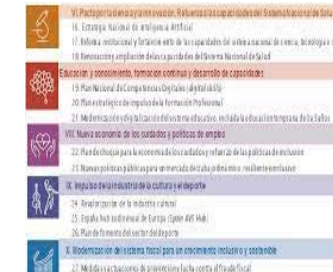 VI. Pacto por la ciencia y la innovación. Refuerzo a las capacidades del Sistema Nacional de Salud
16. Estrategia Nacional de Inteligencia Artificial
17. Reforma institucional y fortalecimiento de las capacidades del sistema nacional de ciencia, tecnología e
18. Renovación y ampliación de las capacidades del Sistema Nacional de Salud
Educación y conocimiento, formación continua y desarrollo de capacidades
19. Plan Nacional de Competencias Digitales (digital skills)
20. Plan estratégico de impulso de la Formación Profesional
21. Modernización y digitalización del sistema educativo, incluida la educación temprana de 0 a 3 años
VIII. Nueva economía de los cuidados y políticas de empleo
22. Plan de choque para la economía de los cuidados y refuerzo de las políticas de inclusión
23. Nuevas políticas públicas para un mercado de trabajo dinámico, resiliente e inclusivo
IX. Impulso de la industria de la cultura y el deporte
24. Revalorización de la industria cultural
25. España hub audiovisual de Europa (Spain AVS Hub)
26. Plan de fomento del sector del deporte
X. Modernización del sistema fiscal para un crecimiento inclusivo y sostenible
27. Medidas y actuaciones de prevención y lucha contra el fraude fiscal